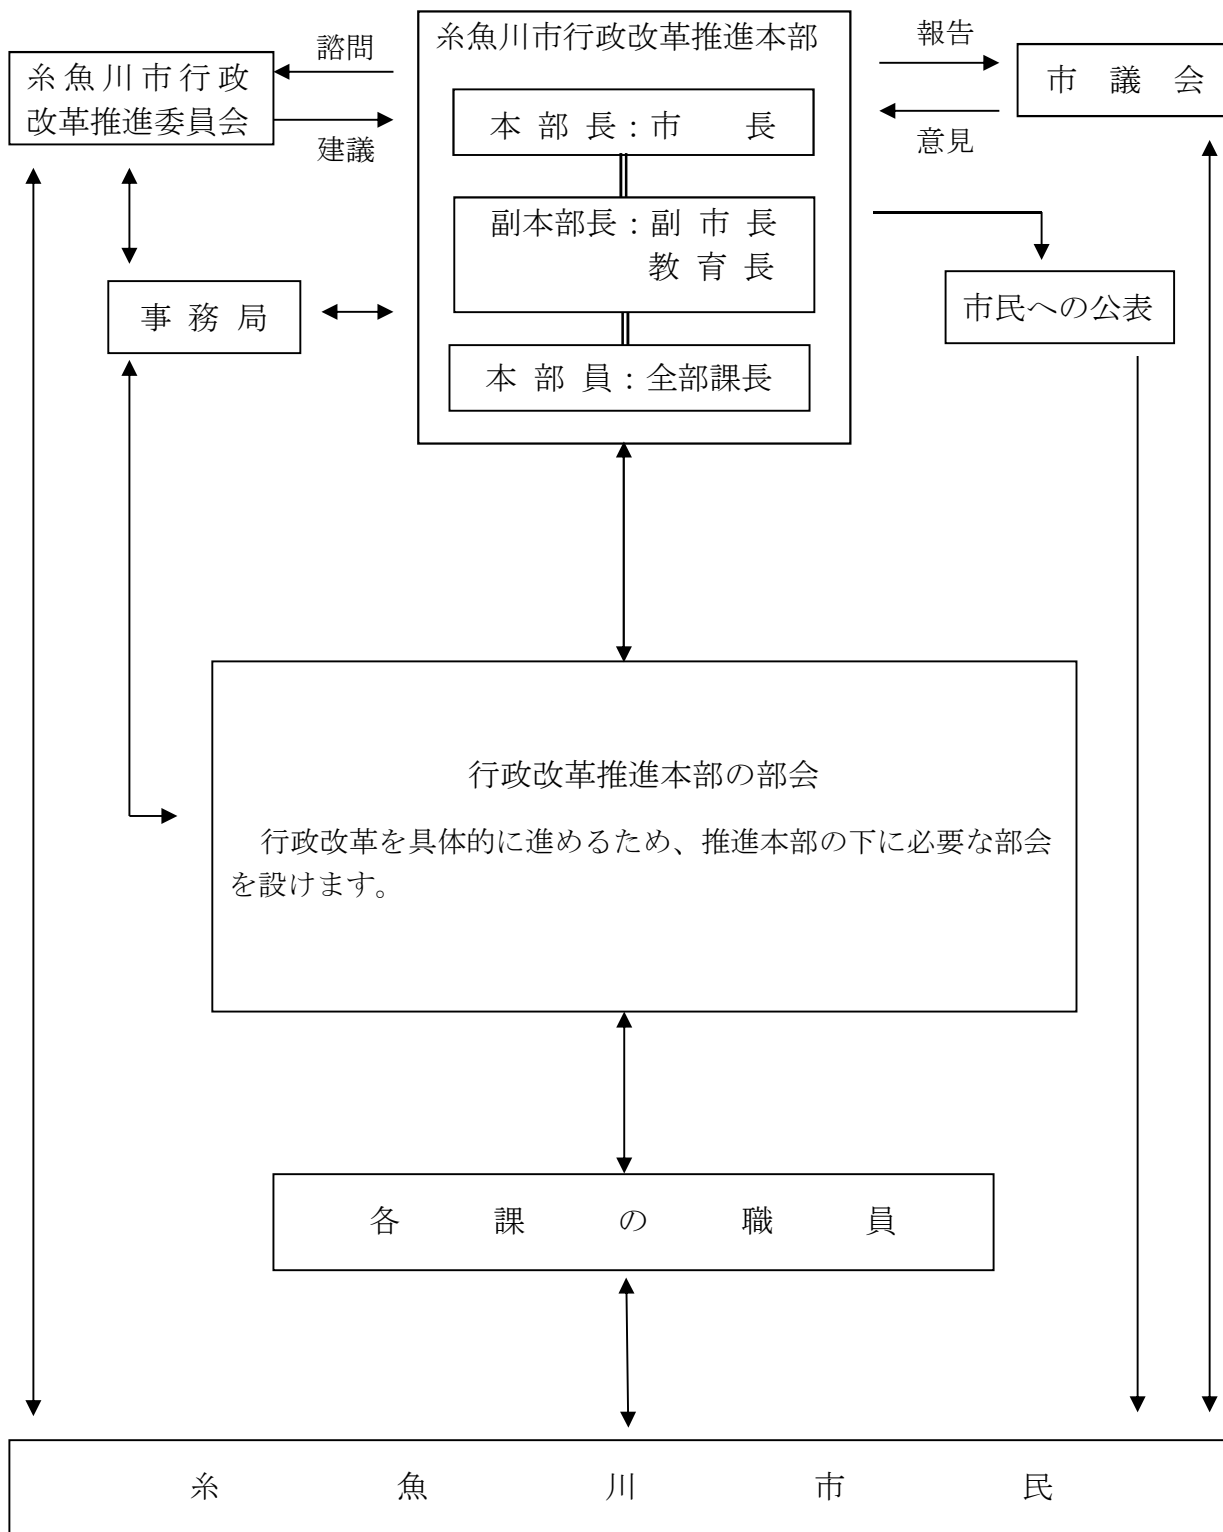 糸魚川市行政改革推進本部
諮問
報告
糸魚川市行政
改革推進委員会
市議会
本部長：市長
建議
意見
副本部長：副市長
教育長
事務局
市民への公表
本部員：全部課長
行政改革推進本部の部会
行政改革を具体的に進めるため、推進本部の下に必要な部会
を設けます。
各課の職員
糸魚川市民